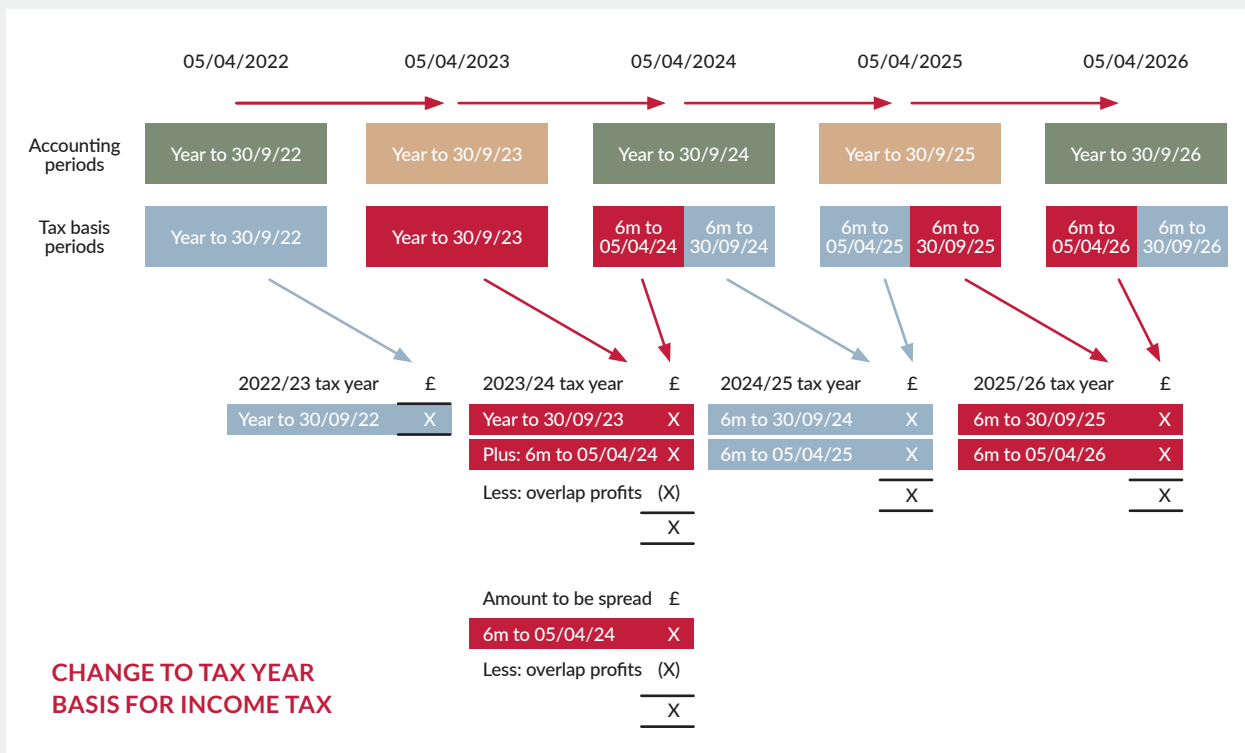 05/04/2022 05/04/2023 05/04/2024 05/04/2025 05/04/2026
Accounting
periods
Year to 30/9/22 Year to 30/9/23 Year to 30/9/24 Year to 30/9/25 Year to 30/9/26
Tax basis
periods
Year to 30/9/22
Year to 30/9/23
6m to
05/04/24
6m to
30/09/24
6m to
05/04/25
6m to
30/09/25
6m to
05/04/26
6m to
30/09/26
2022/23 tax year £
Year to 30/09/22 X
2023/24 tax year £
Year to 30/09/23 X
Plus: 6m to 05/04/24 X
Less: overlap profits (X)
X
2024/25 tax year £
6m to 30/09/24 X
6m to 05/04/25 X
X
2025/26 tax year £
6m to 30/09/25 X
6m to 05/04/26 X
X
Amount to be spread £
6m to 05/04/24 X
Less: overlap profits (X)
X
CHANGE TO TAX YEAR
BASIS FOR INCOME TAX